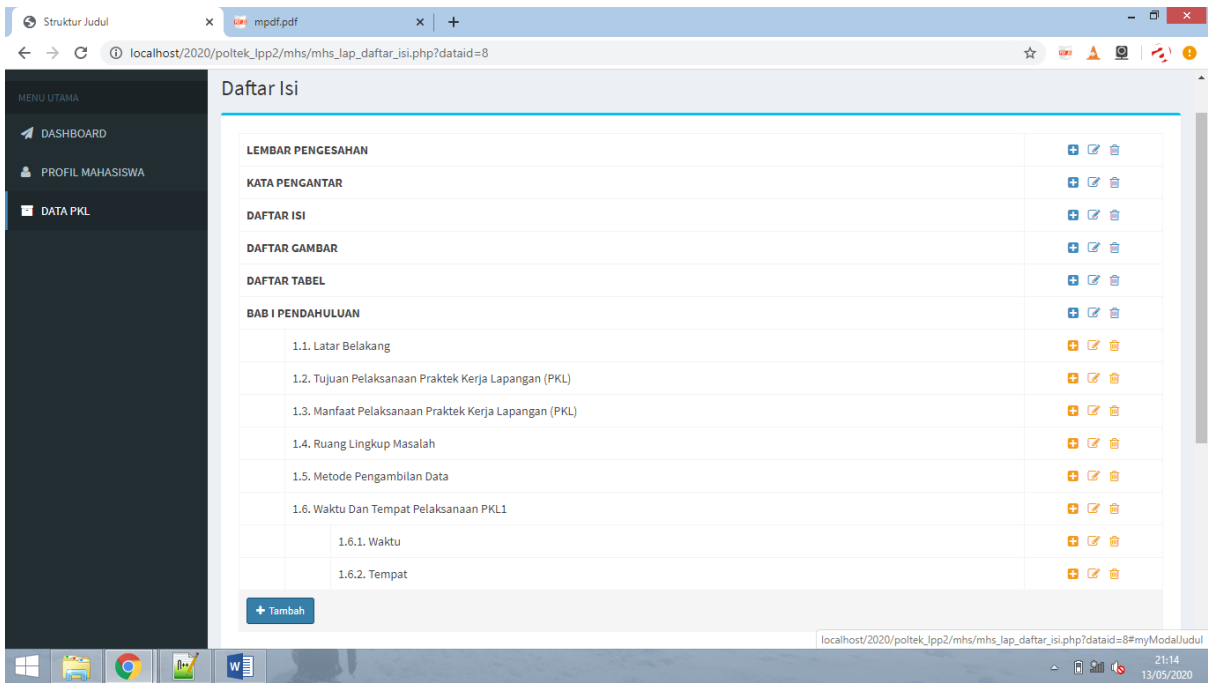 Struktur Judul
mpdf.pdf
localhost/2020/poltek_lpp2/mhs/mhs_lap_daftar_isi.php?dataid=8
MENU UTAMA
DASHBOARD
PROFIL MAHASISWA
DATA PKL
Daftar Isi
LEMBAR PENGESAHAN
KATA PENGANTAR
DAFTAR ISI
DAFTAR GAMBAR
DAFTAR TABEL
BAB I PENDAHULUAN
1.1. Latar Belakang
1.2. Tujuan Pelaksanaan Praktek Kerja Lapangan (PKL)
1.3. Manfaat Pelaksanaan Praktek Kerja Lapangan (PKL)
1.4. Ruang Lingkup Masalah
1.5. Metode Pengambilan Data
1.6. Waktu Dan Tempat Pelaksanaan PKL1
1.6.1. Waktu
1.6.2. Tempat
+ Tambah
localhost/2020/poltek_lpp2/mhs/mhs_lap_daftar_isi.php?dataid=8#myModalJudul
21:14
13/05/2020